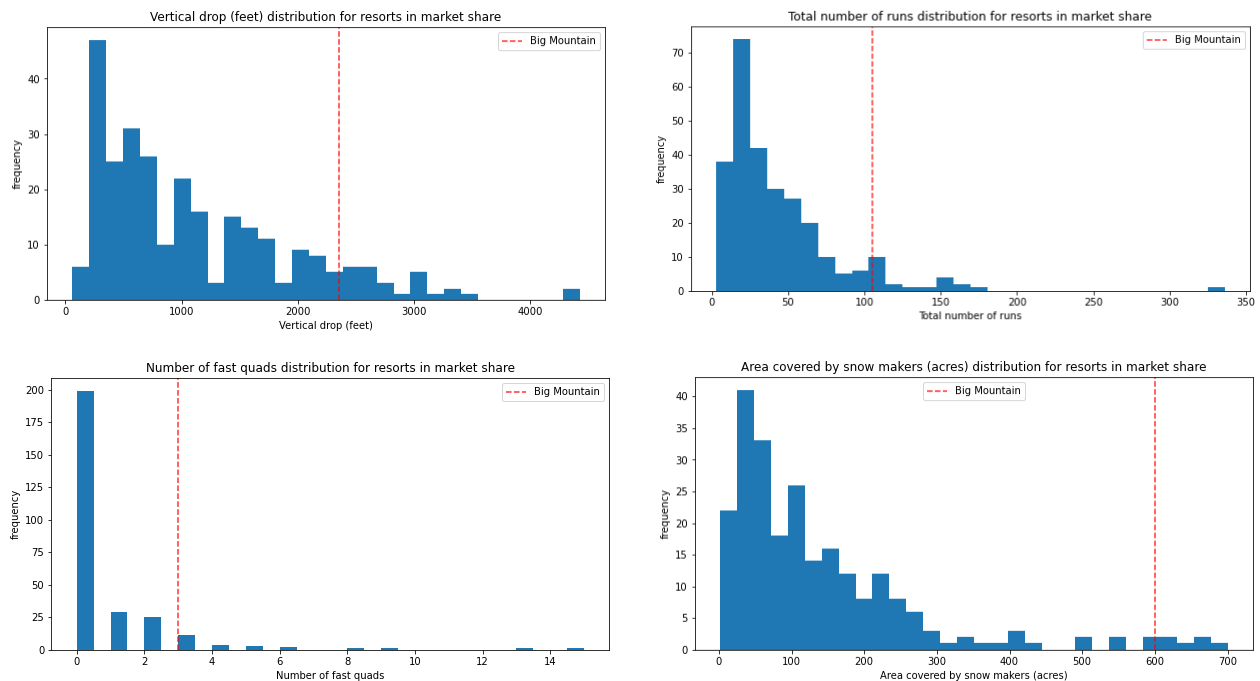 Vertical drop (feet) distribution for resorts in market share
Big Mountain
frequency
40
30
20
10
0
0 1000 2000 3000 4000
Vertical drop (feet)
Total number of runs distribution for resorts in market share
Big Mountain
frequency
70
60
50
40
30
20
10
0
0 50 100 150 200 250 300 350
Total number of runs
Number of fast quads distribution for resorts in market share
Big Mountain
frequency
200
175
150
125
100
75
50
25
0
0 2 4 6 8 10 12 14
Number of fast quads
Area covered by snow makers (acres) distribution for resorts in market share
Big Mountain
frequency
40
35
30
25
20
15
10
5
0
0 100 200 300 400 500 600 700
Area covered by snow makers (acres)